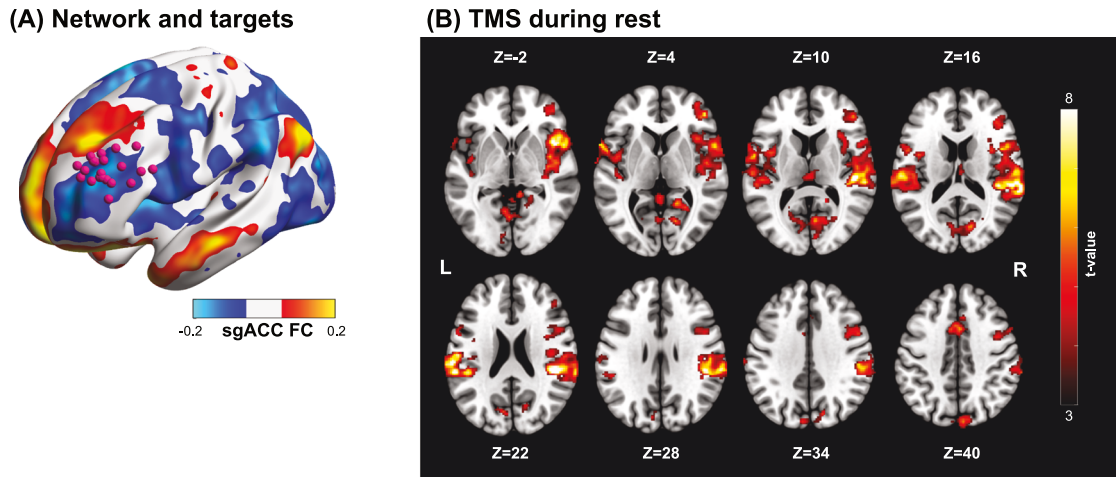 (A) Network and targets
-0.2 sgACC FC 0.2
(B) TMS during rest
Z=-2 Z=4 Z=10 Z=16
L R
Z=22 Z=28 Z=34 Z=40
8
t-value
3